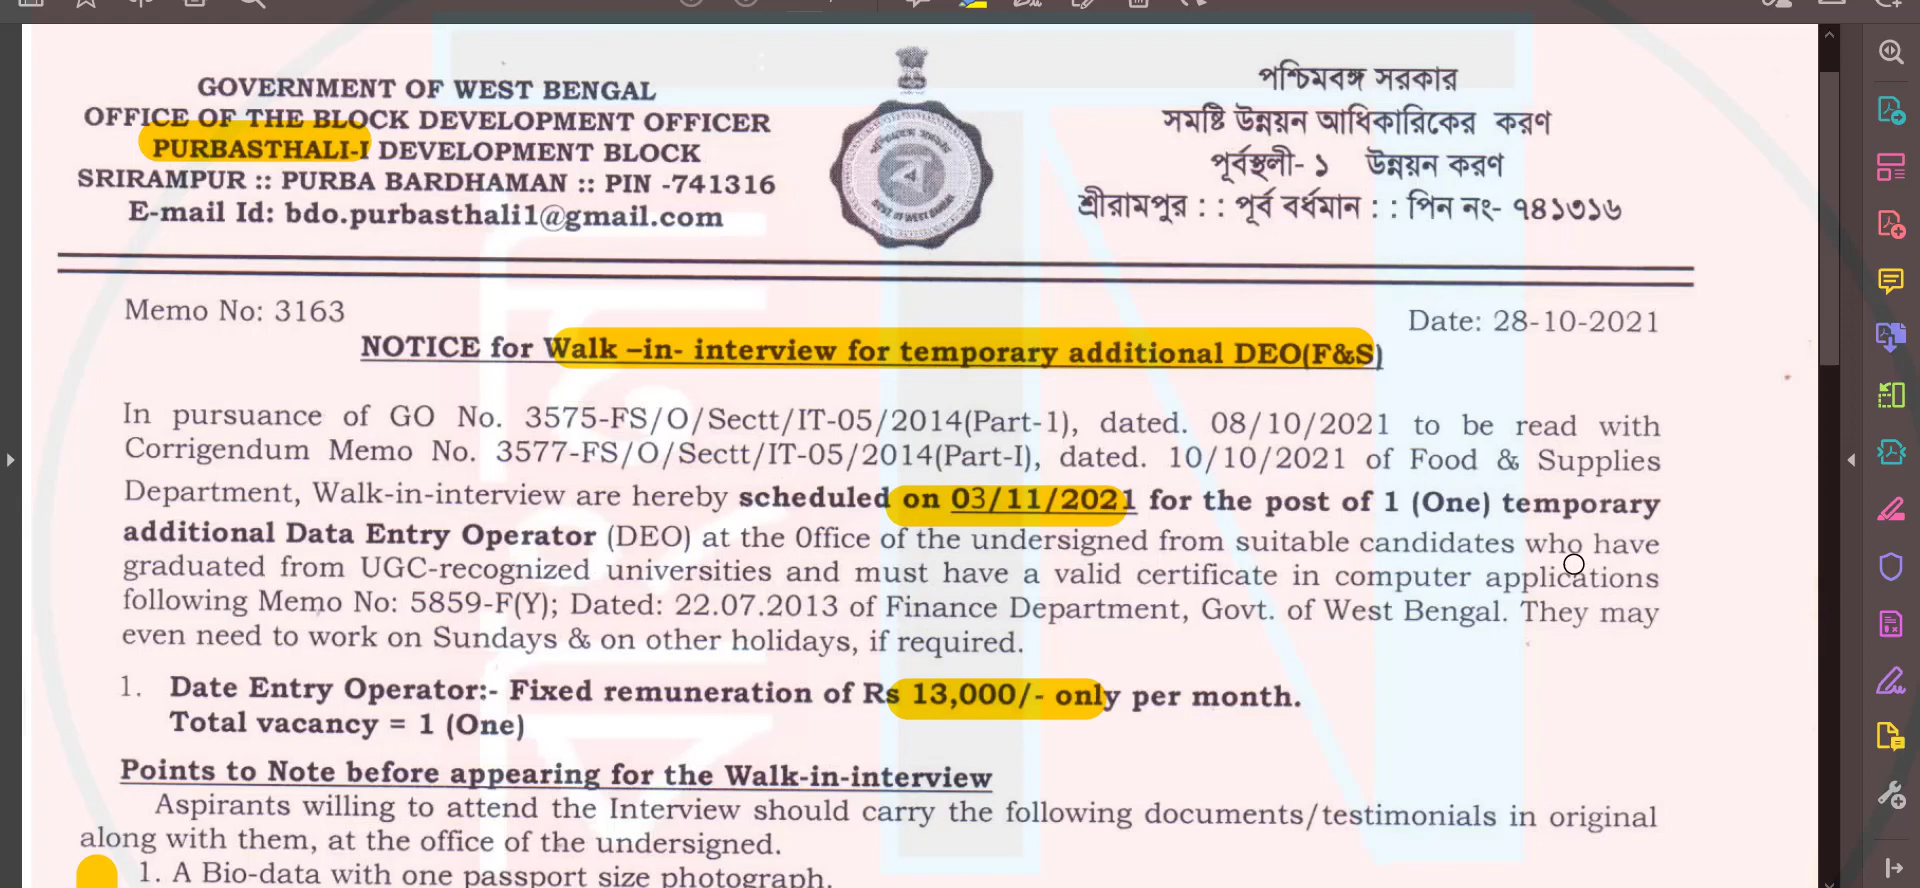 GOVERNMENT OF WEST BENGAL
OFFICE OF THE BLOCK DEVELOPMENT OFFICER
PURBASTHALI-I DEVELOPMENT BLOCK
SRIRAMPUR :: PURBA BARDHAMAN :: PIN -741316
E-mail Id: bdo.purbasthali1@gmail.com
পশ্চিমবঙ্গ সরকার
সমষ্টি উন্নয়ন আধিকারিকের করণ
পূর্বস্থলী- ১ উন্নয়ন করণ
শ্রীরামপুর : : পূর্ব বর্ধমান : : পিন নং- ৭৪১৩১৬
Memo No: 3163
Date: 28-10-2021
NOTICE for Walk –in- interview for temporary additional DEO(F&S)
In pursuance of GO No. 3575-FS/O/Sectt/IT-05/2014(Part-1), dated. 08/10/2021 to be read with
Corrigendum Memo No. 3577-FS/O/Sectt/IT-05/2014(Part-I), dated. 10/10/2021 of Food & Supplies
Department, Walk-in-interview are hereby scheduled on 03/11/2021 for the post of 1 (One) temporary
additional Data Entry Operator (DEO) at the Office of the undersigned from suitable candidates who have
graduated from UGC-recognized universities and must have a valid certificate in computer applications
following Memo No: 5859-F(Y); Dated: 22.07.2013 of Finance Department, Govt. of West Bengal. They may
even need to work on Sundays & on other holidays, if required.
1. Date Entry Operator:- Fixed remuneration of Rs 13,000/- only per month.
Total vacancy = 1 (One)
Points to Note before appearing for the Walk-in-interview
Aspirants willing to attend the Interview should carry the following documents/testimonials in original
along with them, at the office of the undersigned.
1. A Bio-data with one passport size photograph.